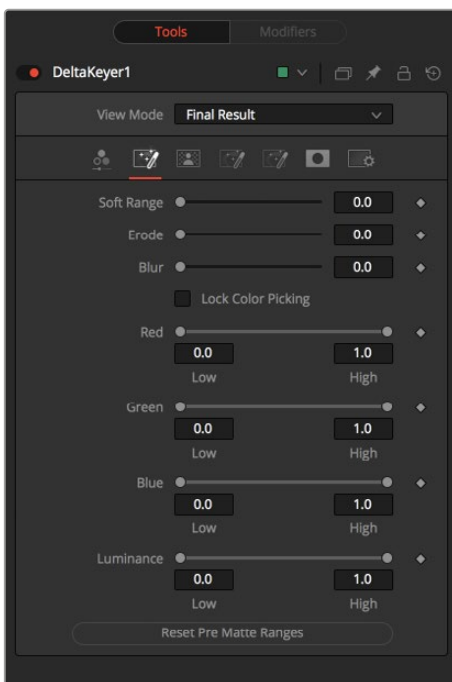 Tools Modifiers
DeltaKeyer1
View Mode Final Result
Soft Range 0.0
Erode 0.0
Blur 0.0
Lock Color Picking
Red
0.0 1.0
Low High
Green
0.0 1.0
Low High
Blue
0.0 1.0
Low High
Luminance
0.0 1.0
Low High
Reset Pre Matte Ranges